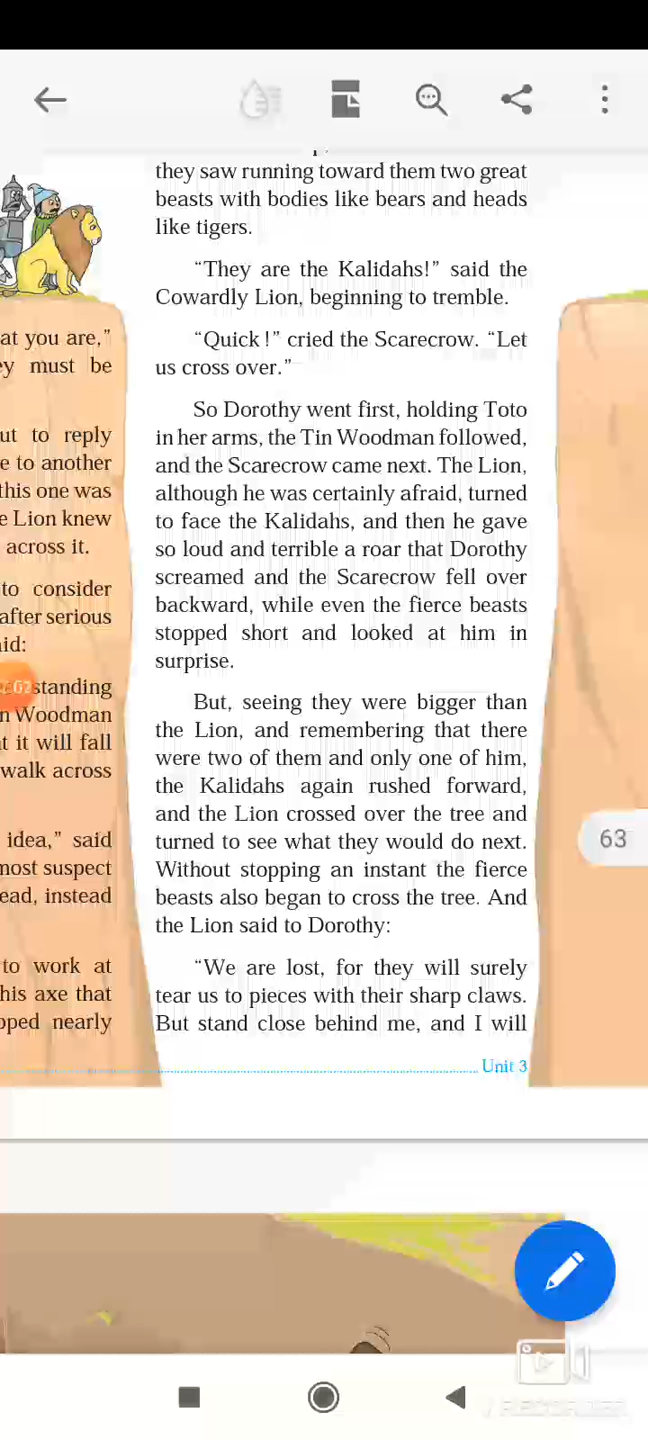 at you are,"
ey must be
ut to reply
e to another
this one was
e Lion knew
across it.
to consider
after serious
id:
standing
n Woodman
t it will fall
walk across
idea," said
most suspect
ead, instead
to work at
his axe that
pped nearly
they saw running toward them two great
beasts with bodies like bears and heads
like tigers.
"They are the Kalidahs!" said the
Cowardly Lion, beginning to tremble.
"Quick !" cried the Scarecrow. "Let
us cross over."
So Dorothy went first, holding Toto
in her arms, the Tin Woodman followed,
and the Scarecrow came next. The Lion,
although he was certainly afraid, turned
to face the Kalidahs, and then he gave
so loud and terrible a roar that Dorothy
screamed and the Scarecrow fell over
backward, while even the fierce beasts
stopped short and looked at him in
surprise.
But, seeing they were bigger than
the Lion, and remembering that there
were two of them and only one of him,
the Kalidahs again rushed forward,
and the Lion crossed over the tree and
turned to see what they would do next.
Without stopping an instant the fierce
beasts also began to cross the tree. And
the Lion said to Dorothy:
"We are lost, for they will surely
tear us to pieces with their sharp claws.
But stand close behind me, and I will
Unit 3
63
RECORDER